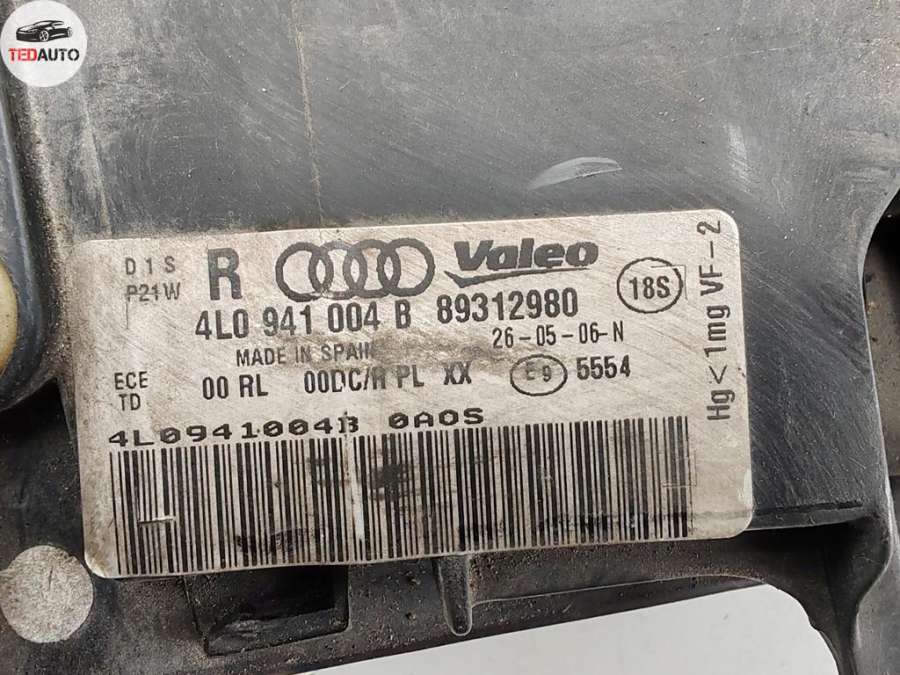 TEDAUTO
D1S R Valeo
P21W
4L0 941 004 B 89312980
18S
MADE IN SPAIN 26-05-06-N
ECE 00 RL 00DC/R PL XX E9 5554
TD
4L0941004B 0A0S
Hg<1mg VF-2